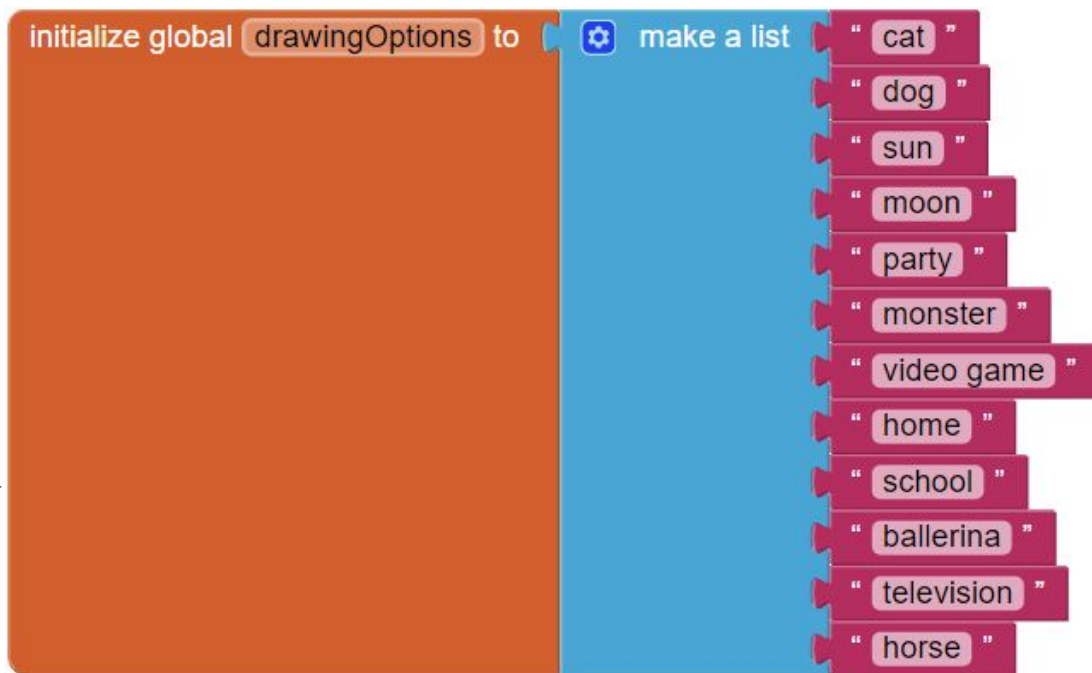 initialize global drawingOptions to make a list “ cat ”
“ dog ”
“ sun ”
“ moon ”
“ party ”
“ monster ”
“ video game ”
“ home ”
“ school ”
“ ballerina ”
“ television ”
“ horse ”